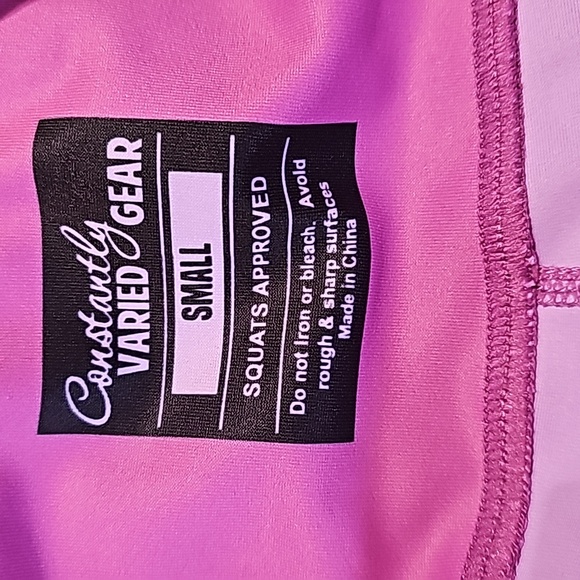 Constantly
VARIED GEAR
SMALL
SQUATS APPROVED
Do not Iron or bleach. Avoid
rough & sharp surfaces
Made in China